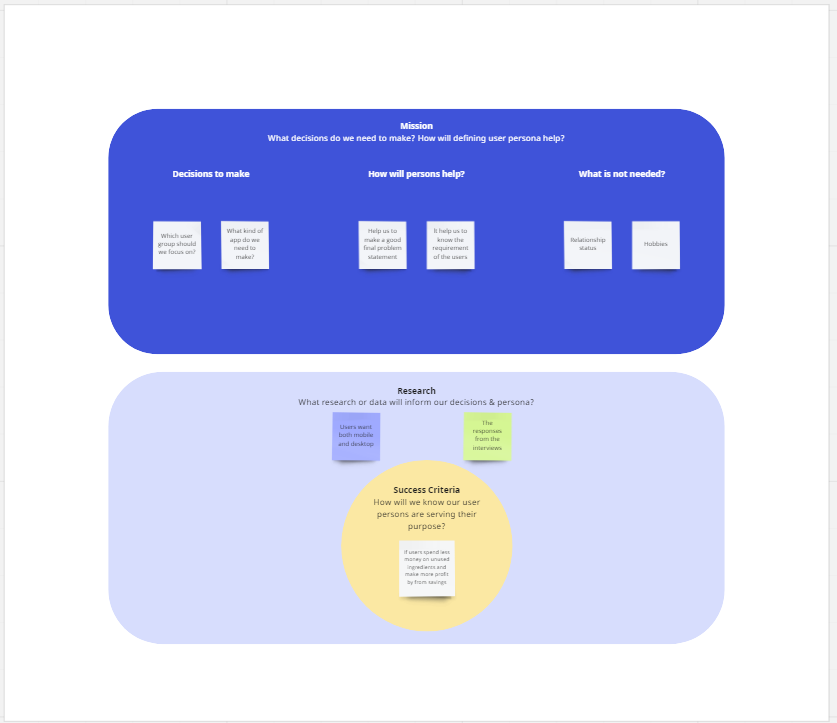 Mission
What decisions do we need to make? How will defining user persona help?
Decisions to make
How will persons help?
What is not needed?
Which user
group should
we focus on?
What kind of
app do we
need to
make?
Help us to
make a good
final problem
statement
It help us to
know the
requirement
of the users
Relationship
status
Hobbies
Research
What research or data will inform our decisions & persona?
Users want
both mobile
and desktop
The
responses
from the
interviews
Success Criteria
How will we know our user
persons are serving their
purpose?
If users spend less
money on unused
ingredients and
make more profit
by from savings